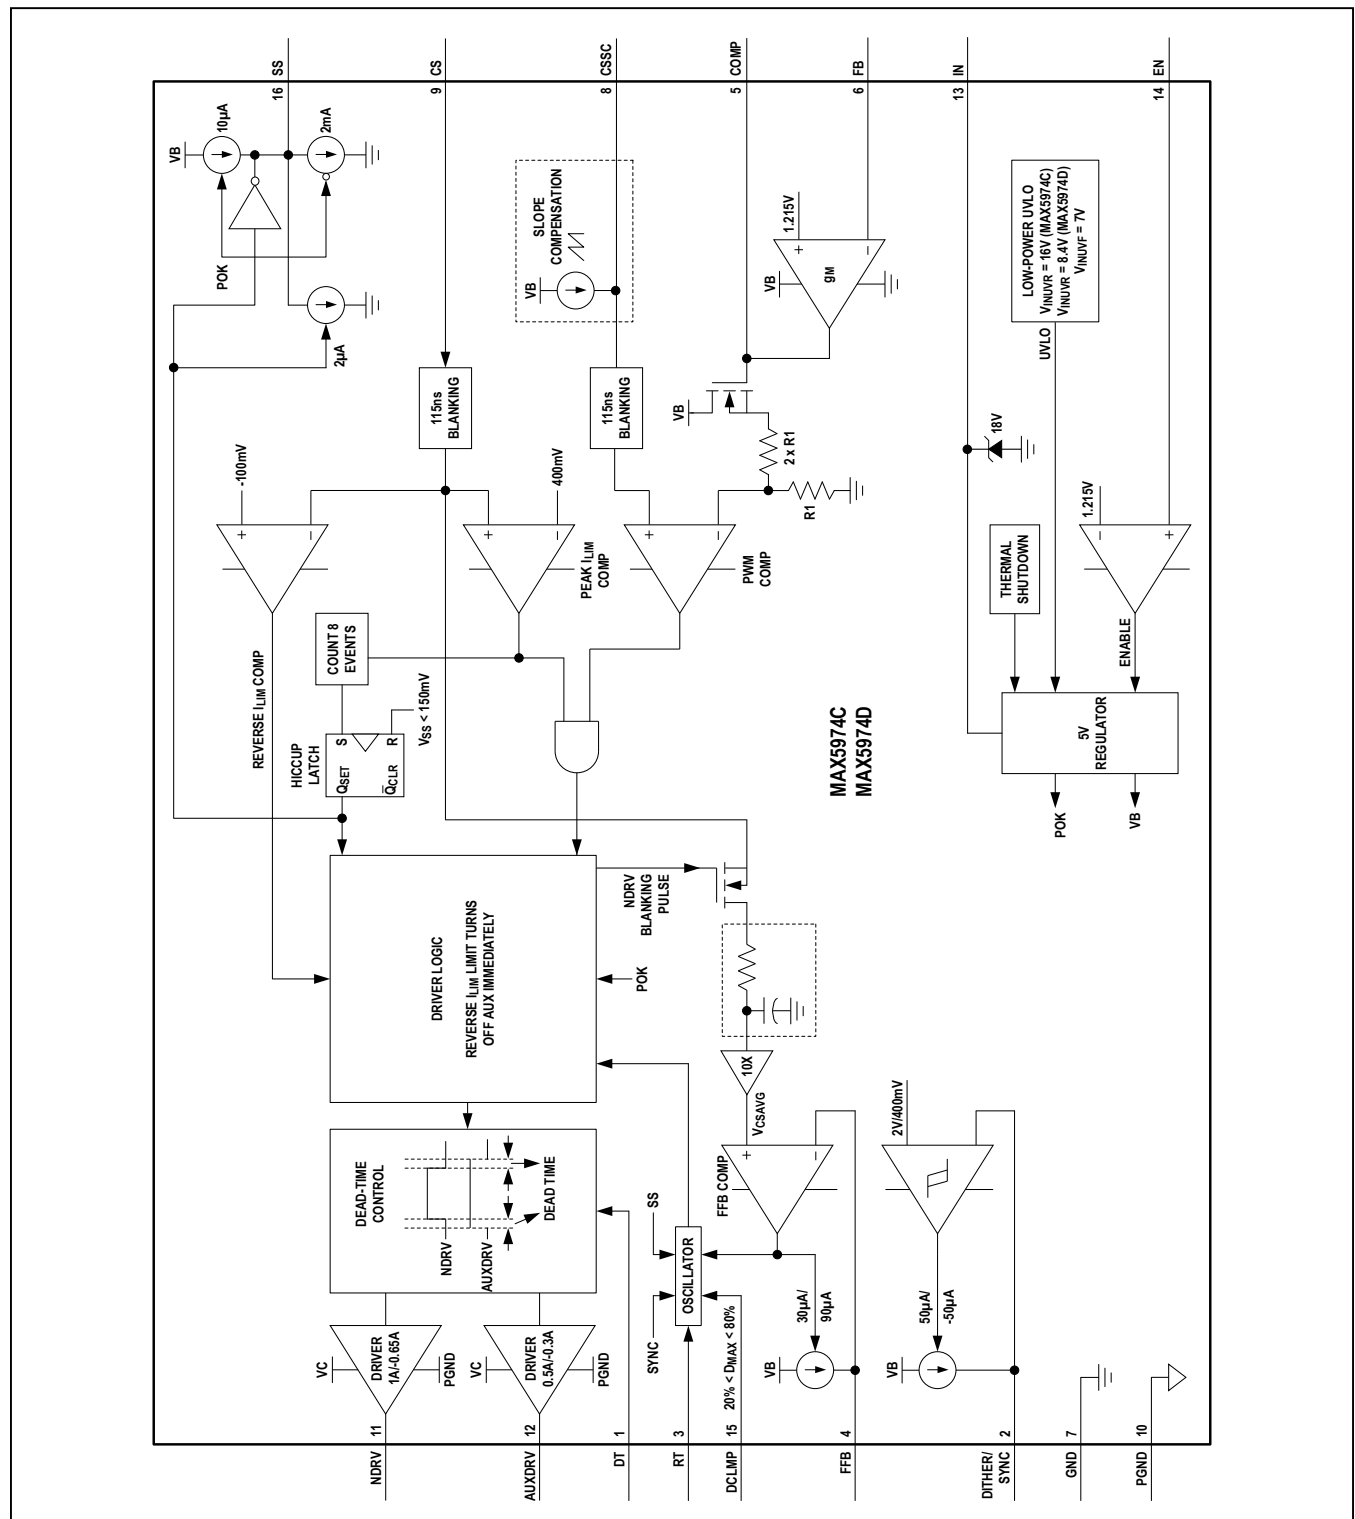 16 SS
9 CS
8 CSSC
5 COMP
6 FB
13 IN
14 EN
VB
10µA
2mA
POK
2µA
SLOPE
COMPENSATION
VB
115ns
BLANKING
115ns
BLANKING
1.215V
VB
gM
+
−
VB
2 x R1
R1
LOW-POWER UVLO
VINUVR = 16V (MAX5974C)
VINUVR = 8.4V (MAX5974D)
VINUVF = 7V
UVLO
18V
-100mV
+
−
REVERSE ILIM COMP
400mV
+
−
PEAK ILIM
COMP
+
−
PWM
COMP
THERMAL
SHUTDOWN
1.215V
−
+
ENABLE
COUNT 8
EVENTS
VSS < 150mV
HICCUP
LATCH
S
R
QSET
Q̅CLR
MAX5974C
MAX5974D
5V
REGULATOR
POK
VB
DRIVER LOGIC
REVERSE ILIM LIMIT TURNS
OFF AUX IMMEDIATELY
NDRV
BLANKING
PULSE
POK
10X
VCSAVG
FFB COMP
+
−
2V/400mV
DEAD-TIME
CONTROL
NDRV
AUXDRV
DEAD TIME
SS
SYNC
OSCILLATOR
20% < DMAX < 80%
30µA/
90µA
VB
50µA/
-50µA
VB
VC
DRIVER
1A/-0.65A
PGND
VC
DRIVER
0.5A/-0.3A
PGND
NDRV 11
AUXDRV 12
DT 1
RT 3
DCLMP 15
FFB 4
DITHER/
SYNC 2
GND 7
PGND 10